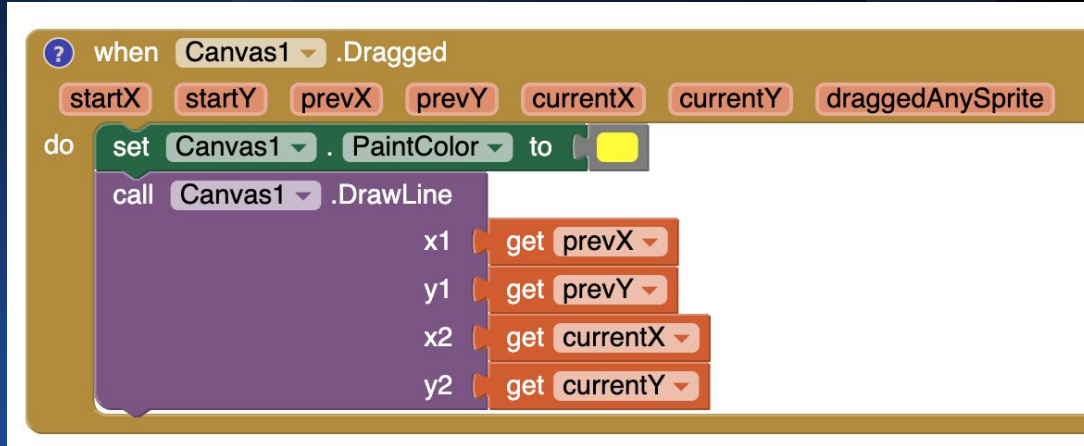 ? when Canvas1 .Dragged
startX startY prevX prevY currentX currentY draggedAnySprite
do set Canvas1 . PaintColor to
call Canvas1 .DrawLine
x1 get prevX
y1 get prevY
x2 get currentX
y2 get currentY